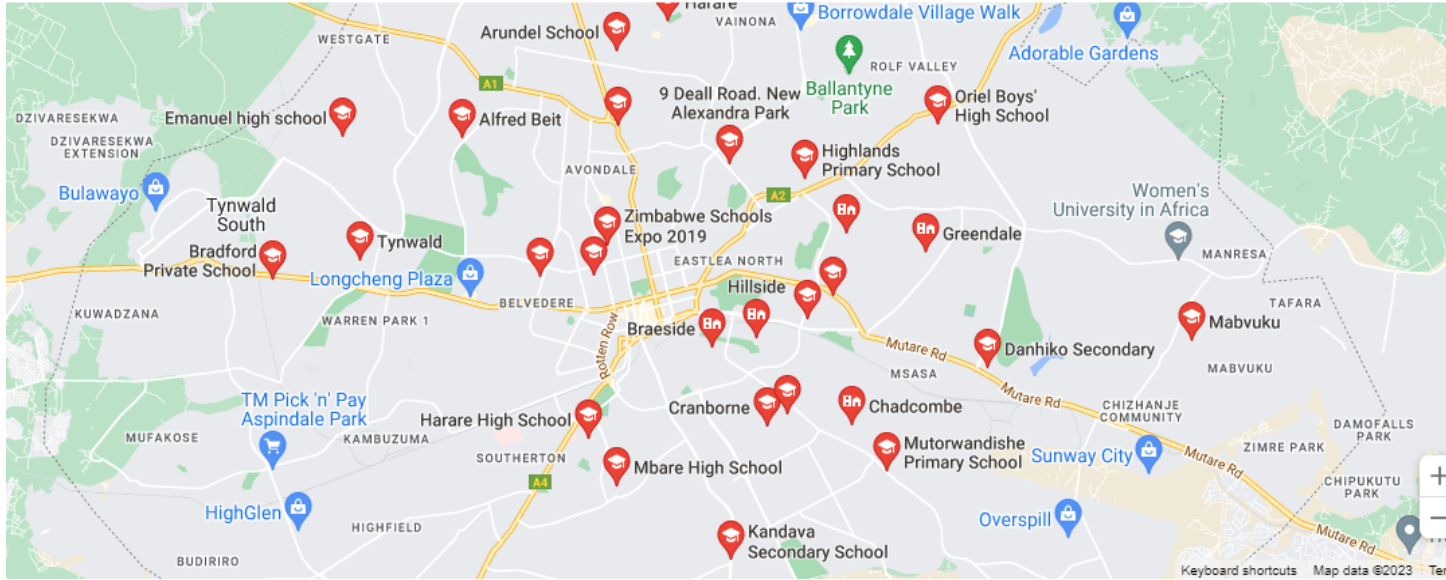 Harare
VAINONA
Borrowdale Village Walk
Arundel School
WESTGATE
Adorable Gardens
ROLF VALLEY
A1
9 Deall Road. New
Alexandra Park
Ballantyne
Park
Oriel Boys'
High School
DZIVARESEKWA
Emanuel high school
Alfred Beit
DZIVARESEKWA
EXTENSION
Highlands
Primary School
AVONDALE
Bulawayo
A2
Women's
University in Africa
Tynwald
South
Zimbabwe Schools
Expo 2019
Tynwald
Greendale
Bradford
Private School
MANRESA
EASTLEA NORTH
Longcheng Plaza
Hillside
BELVEDERE
TAFARA
KUWADZANA
WARREN PARK 1
Rotten Row
Braeside
Mabvuku
Mutare Rd
Danhiko Secondary
MSASA
MABVUKU
Mutare Rd
TM Pick 'n' Pay
Aspindale Park
Harare High School
Cranborne
Chadcombe
CHIZHANJE
COMMUNITY
DAMOFALLS
PARK
MUFAKOSE
KAMBUZUMA
Mutorwandishe
Primary School
ZIMRE PARK
SOUTHERTON
Mbare High School
Sunway City
Mutare Rd
A4
CHIPUKUTU
PARK
HighGlen
Overspill
HIGHFIELD
Kandava
Secondary School
Mutare Rd
BUDIRIRO
Keyboard shortcuts
Map data ©2023